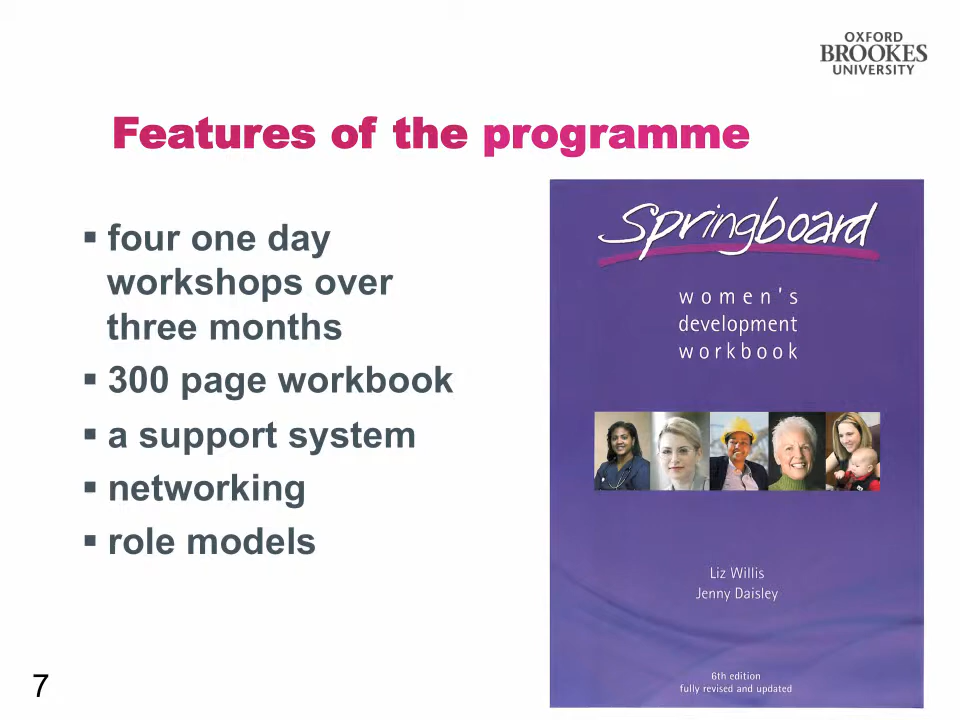 OXFORD
BROOKES
UNIVERSITY
Features of the programme
▪ four one day
workshops over
three months
▪ 300 page workbook
▪ a support system
▪ networking
▪ role models
Springboard
women's
development
workbook
Liz Willis
Jenny Daisley
6th edition
fully revised and updated
7